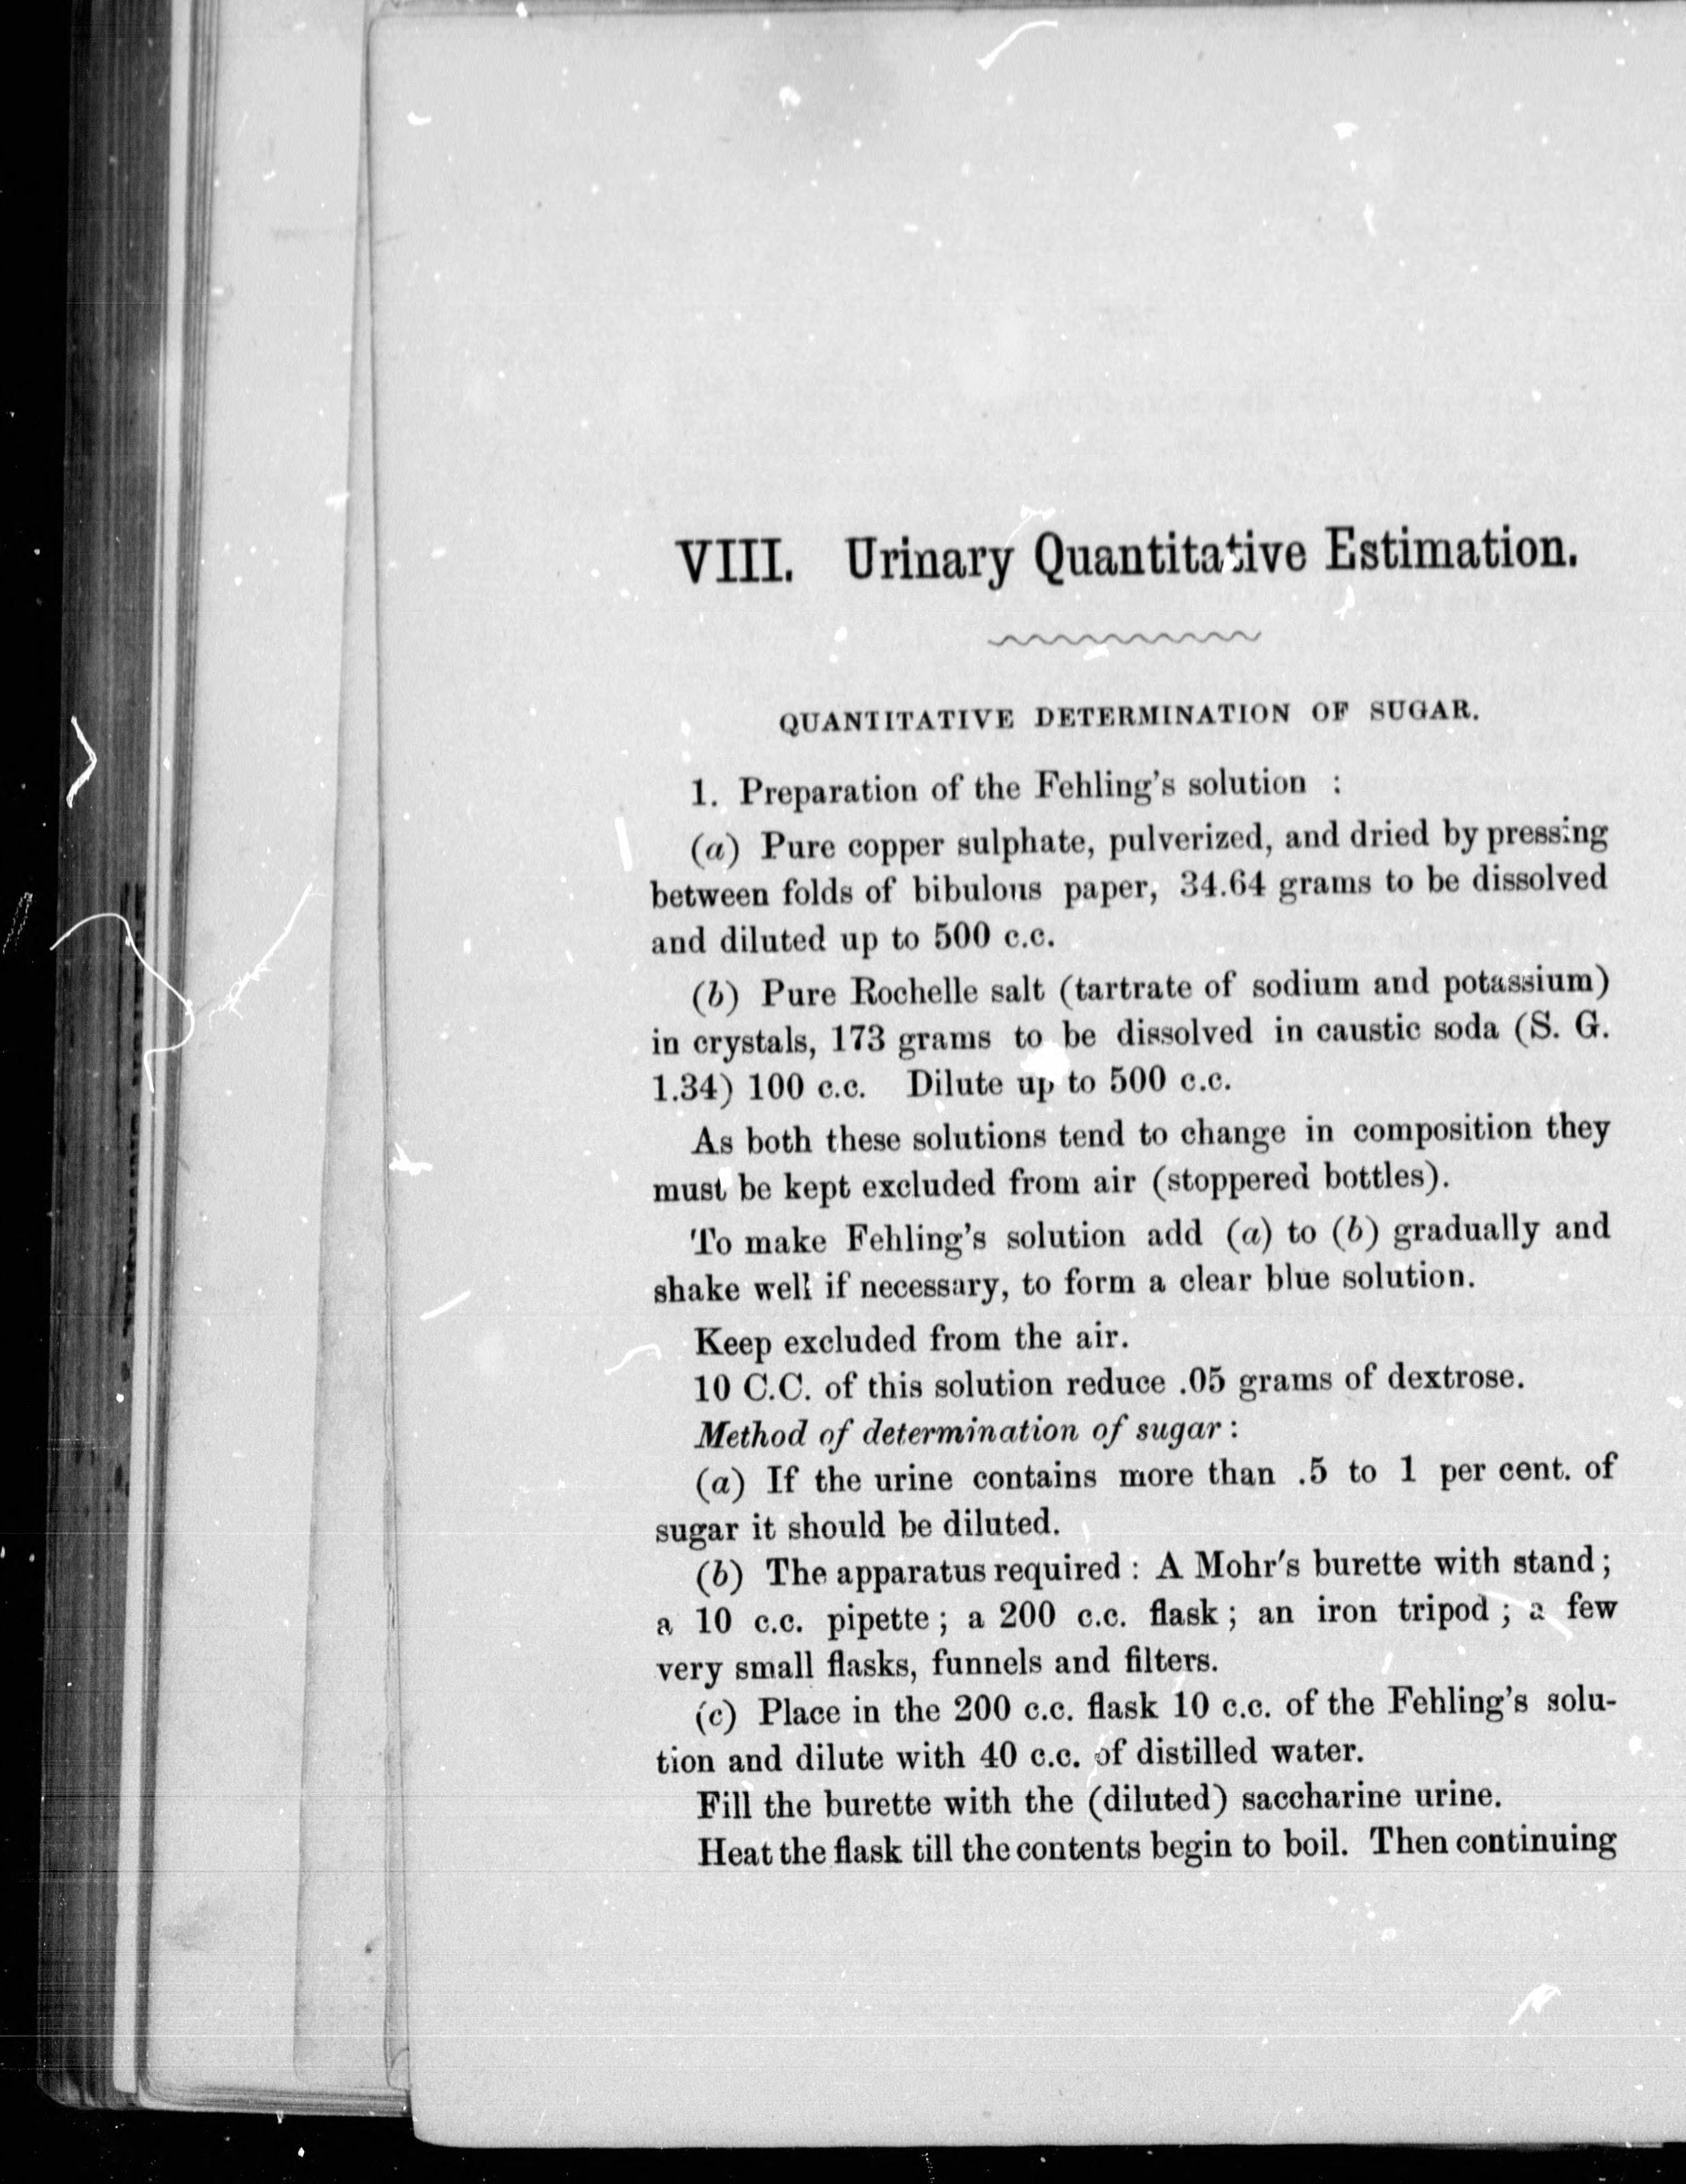 VIII. Urinary Quantitative Estimation.
QUANTITATIVE DETERMINATION OF SUGAR.
1. Preparation of the Fehling's solution :
(a) Pure copper sulphate, pulverized, and dried by pressing
between folds of bibulous paper, 34.64 grams to be dissolved
and diluted up to 500 c.c.
(b) Pure Rochelle salt (tartrate of sodium and potassium)
in crystals, 173 grams to be dissolved in caustic soda (S. G.
1.34) 100 c.c. Dilute up to 500 c.c.
As both these solutions tend to change in composition they
must be kept excluded from air (stoppered bottles).
To make Fehling's solution add (a) to (b) gradually and
shake well if necessary, to form a clear blue solution.
Keep excluded from the air.
10 C.C. of this solution reduce .05 grams of dextrose.
Method of determination of sugar :
(a) If the urine contains more than .5 to 1 per cent. of
sugar it should be diluted.
(b) The apparatus required : A Mohr's burette with stand ;
a 10 c.c. pipette ; a 200 c.c. flask ; an iron tripod ; a few
very small flasks, funnels and filters.
(c) Place in the 200 c.c. flask 10 c.c. of the Fehling's solu-
tion and dilute with 40 c.c. of distilled water.
Fill the burette with the (diluted) saccharine urine.
Heat the flask till the contents begin to boil. Then continuing